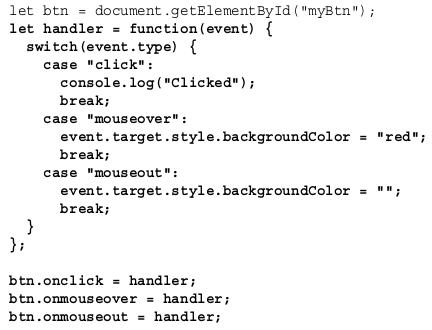 let btn = document.getElementById("myBtn");
let handler = function(event) {
  switch(event.type) {
    case "click":
      console.log("Clicked");
      break;
    case "mouseover":
      event.target.style.backgroundColor = "red";
      break;
    case "mouseout":
      event.target.style.backgroundColor = "";
      break;
  }
};

btn.onclick = handler;
btn.onmouseover = handler;
btn.onmouseout = handler;